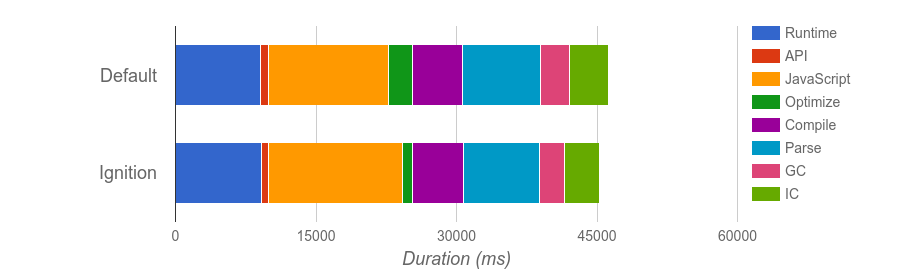 Default
Ignition
0
15000
30000
45000
60000
Duration (ms)
Runtime
API
JavaScript
Optimize
Compile
Parse
GC
IC